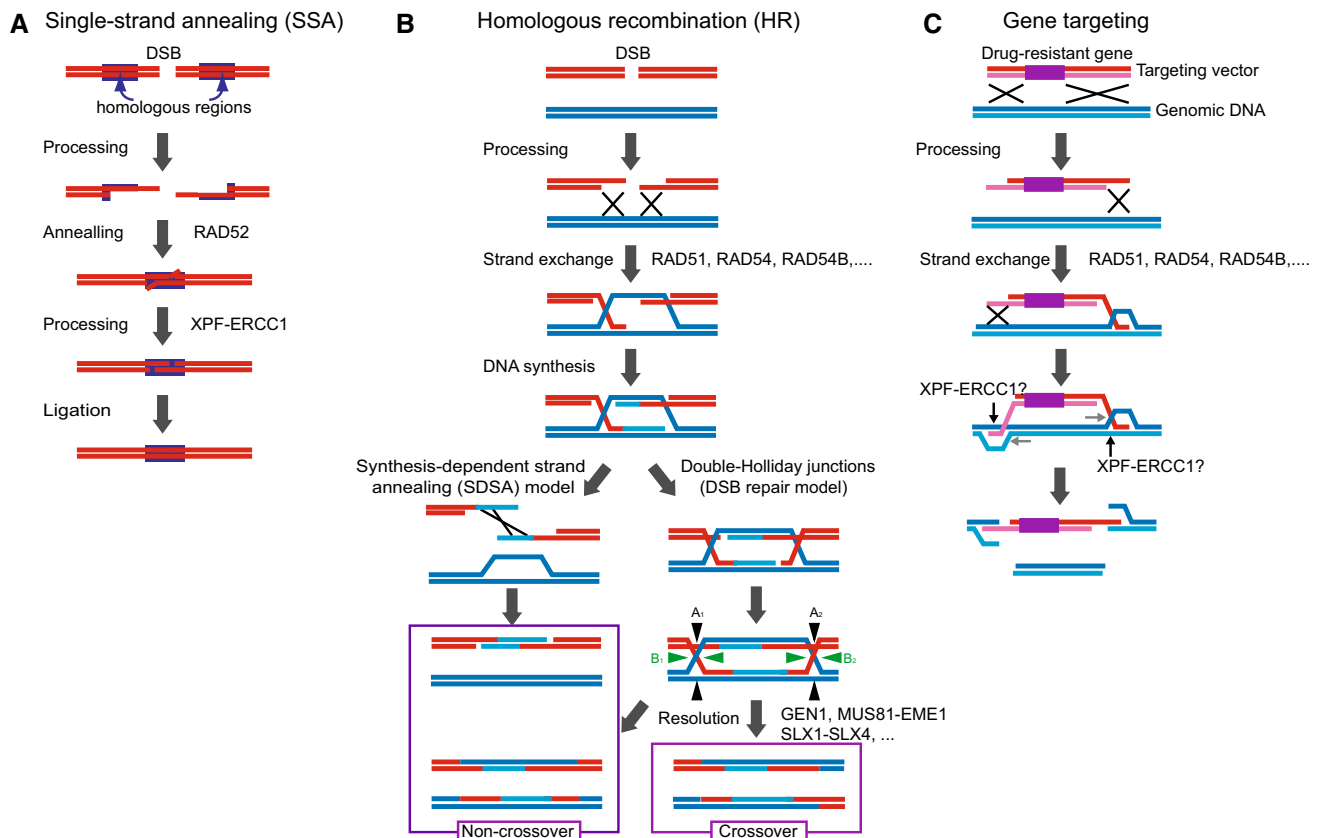 A Single-strand annealing (SSA)
DSB
homologous regions
Processing
Annealling RAD52
Processing XPF-ERCC1
Ligation
B Homologous recombination (HR)
DSB
Processing
Strand exchange RAD51, RAD54, RAD54B,....
DNA synthesis
Synthesis-dependent strand
annealing (SDSA) model
Double-Holliday junctions
(DSB repair model)
A1 A2
B1 B2
Resolution
GEN1, MUS81-EME1
SLX1-SLX4, ...
Non-crossover
Crossover
C Gene targeting
Drug-resistant gene
Targeting vector
Genomic DNA
Processing
Strand exchange RAD51, RAD54, RAD54B,....
XPF-ERCC1?
XPF-ERCC1?